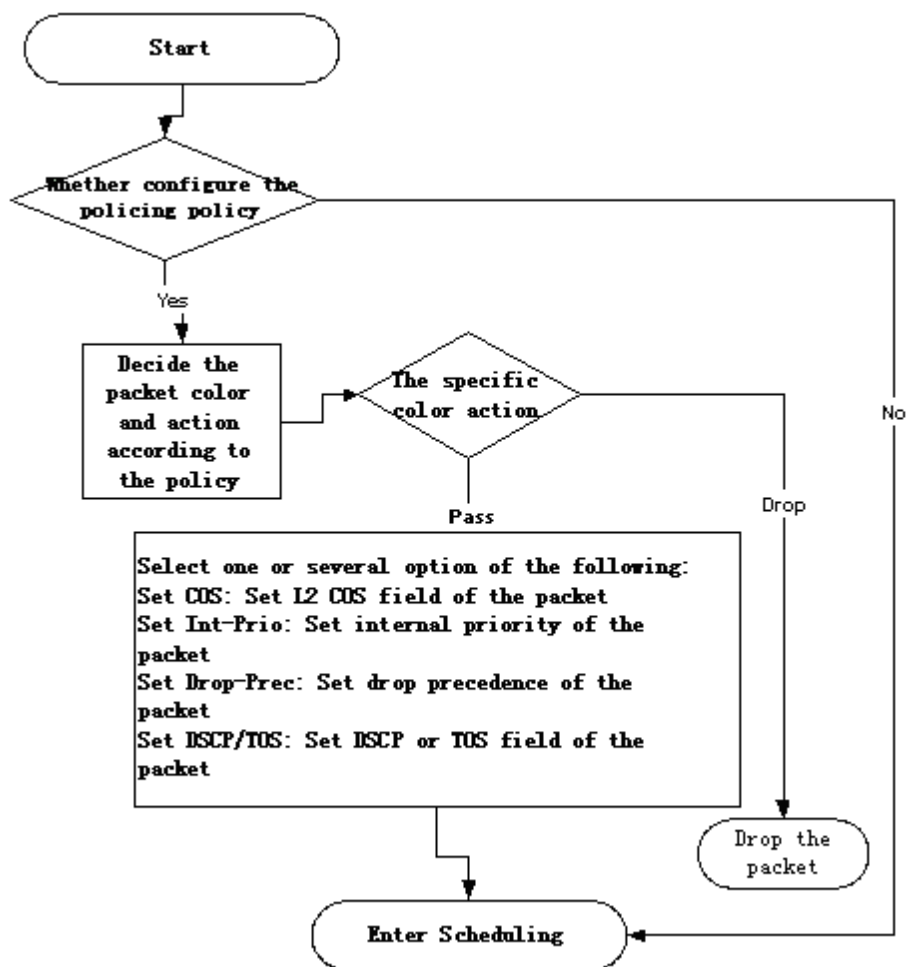 Start
Whether configure the
policing policy
Yes
No
Decide the
packet color
and action
according to
the policy
The specific
color action
Drop
Pass
Select one or several option of the following:
Set COS: Set L2 COS field of the packet
Set Int-Prio: Set internal priority of the
packet
Set Drop-Prec: Set drop precedence of the
packet
Set DSCP/TOS: Set DSCP or TOS field of the
packet
Drop the
packet
Enter Scheduling